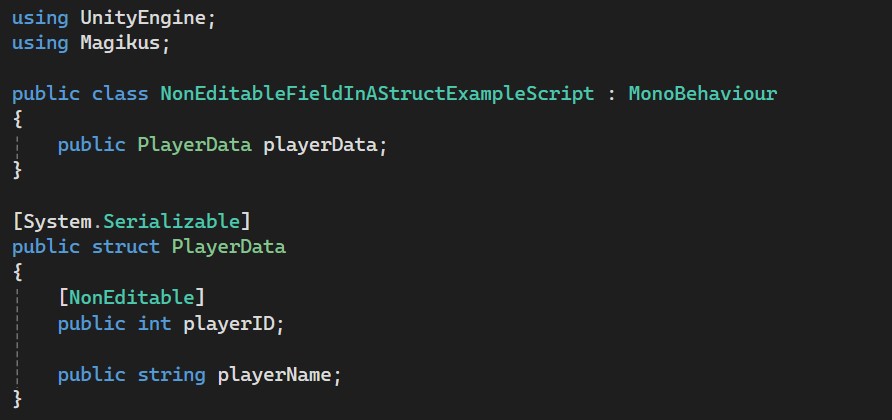 using UnityEngine;
using Magikus;
public class NonEditableFieldInAStructExampleScript : MonoBehaviour
{
public PlayerData playerData;
}
[System.Serializable]
public struct PlayerData
{
[NonEditable]
public int playerID;
public string playerName;
}